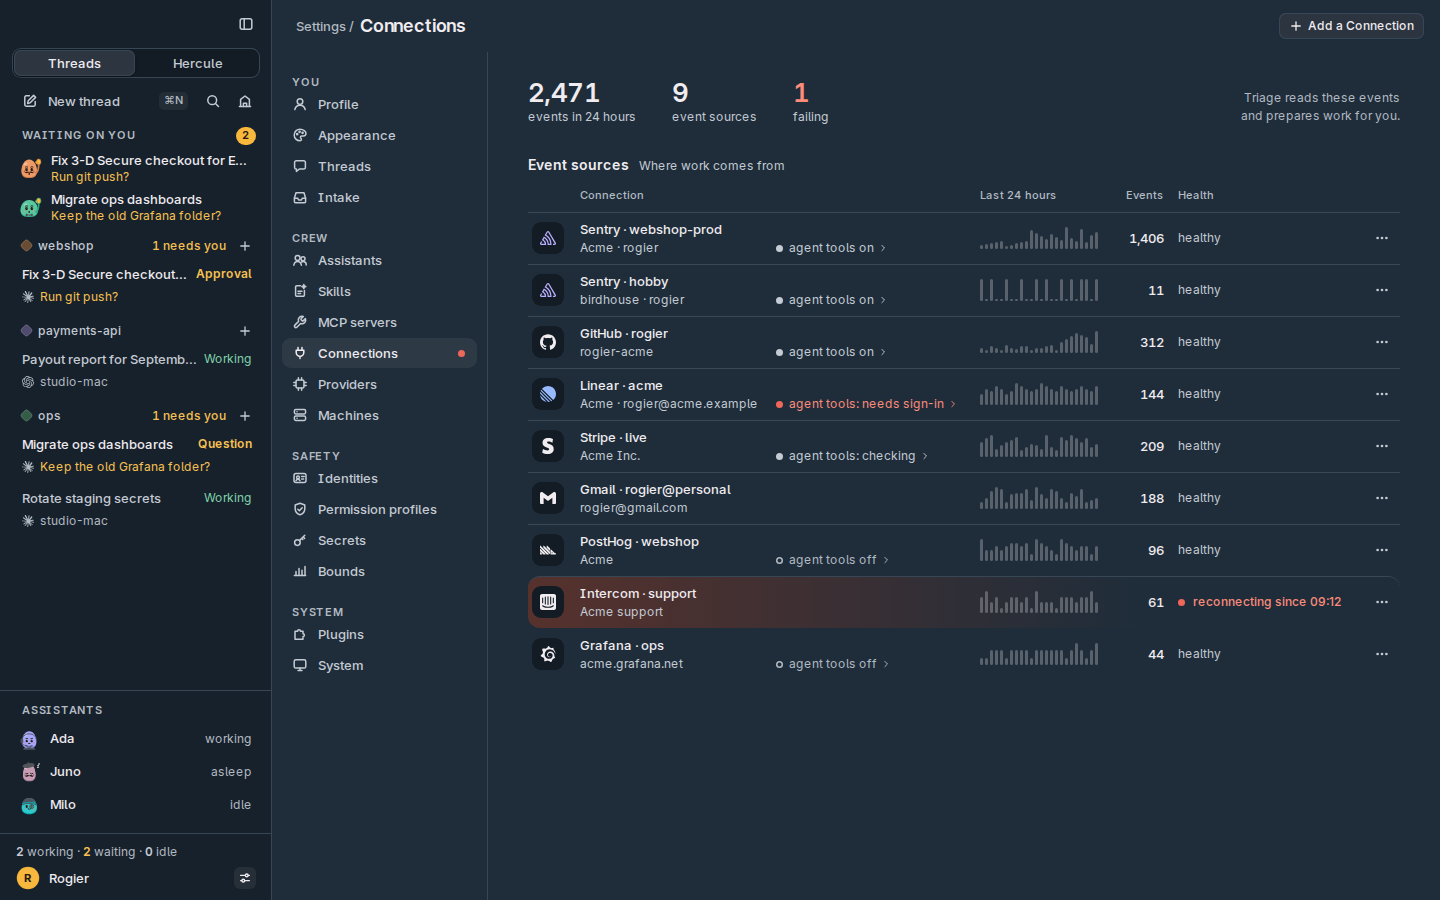 Threads
Hercule
New thread
⌘N
WAITING ON YOU
2
Fix 3-D Secure checkout for E...
Run git push?
Migrate ops dashboards
Keep the old Grafana folder?
webshop
1 needs you
Fix 3-D Secure checkout...
Approval
Run git push?
payments-api
Payout report for Septemb...
Working
studio-mac
ops
1 needs you
Migrate ops dashboards
Question
Keep the old Grafana folder?
Rotate staging secrets
Working
studio-mac
ASSISTANTS
Ada
working
Juno
asleep
Milo
idle
2 working · 2 waiting · 0 idle
R
Rogier
Settings / Connections
Add a Connection
YOU
Profile
Appearance
Threads
Intake
CREW
Assistants
Skills
MCP servers
Connections
Providers
Machines
SAFETY
Identities
Permission profiles
Secrets
Bounds
SYSTEM
Plugins
System
2,471
events in 24 hours
9
event sources
1
failing
Triage reads these events
and prepares work for you.
Event sources
Where work comes from
Connection
Last 24 hours
Events
Health
Sentry · webshop-prod
Acme · rogier
agent tools on
1,406
healthy
Sentry · hobby
birdhouse · rogier
agent tools on
11
healthy
GitHub · rogier
rogier-acme
agent tools on
312
healthy
Linear · acme
Acme · rogier@acme.example
agent tools: needs sign-in
144
healthy
Stripe · live
Acme Inc.
agent tools: checking
209
healthy
Gmail · rogier@personal
rogier@gmail.com
188
healthy
PostHog · webshop
Acme
agent tools off
96
healthy
Intercom · support
Acme support
61
reconnecting since 09:12
Grafana · ops
acme.grafana.net
agent tools off
44
healthy